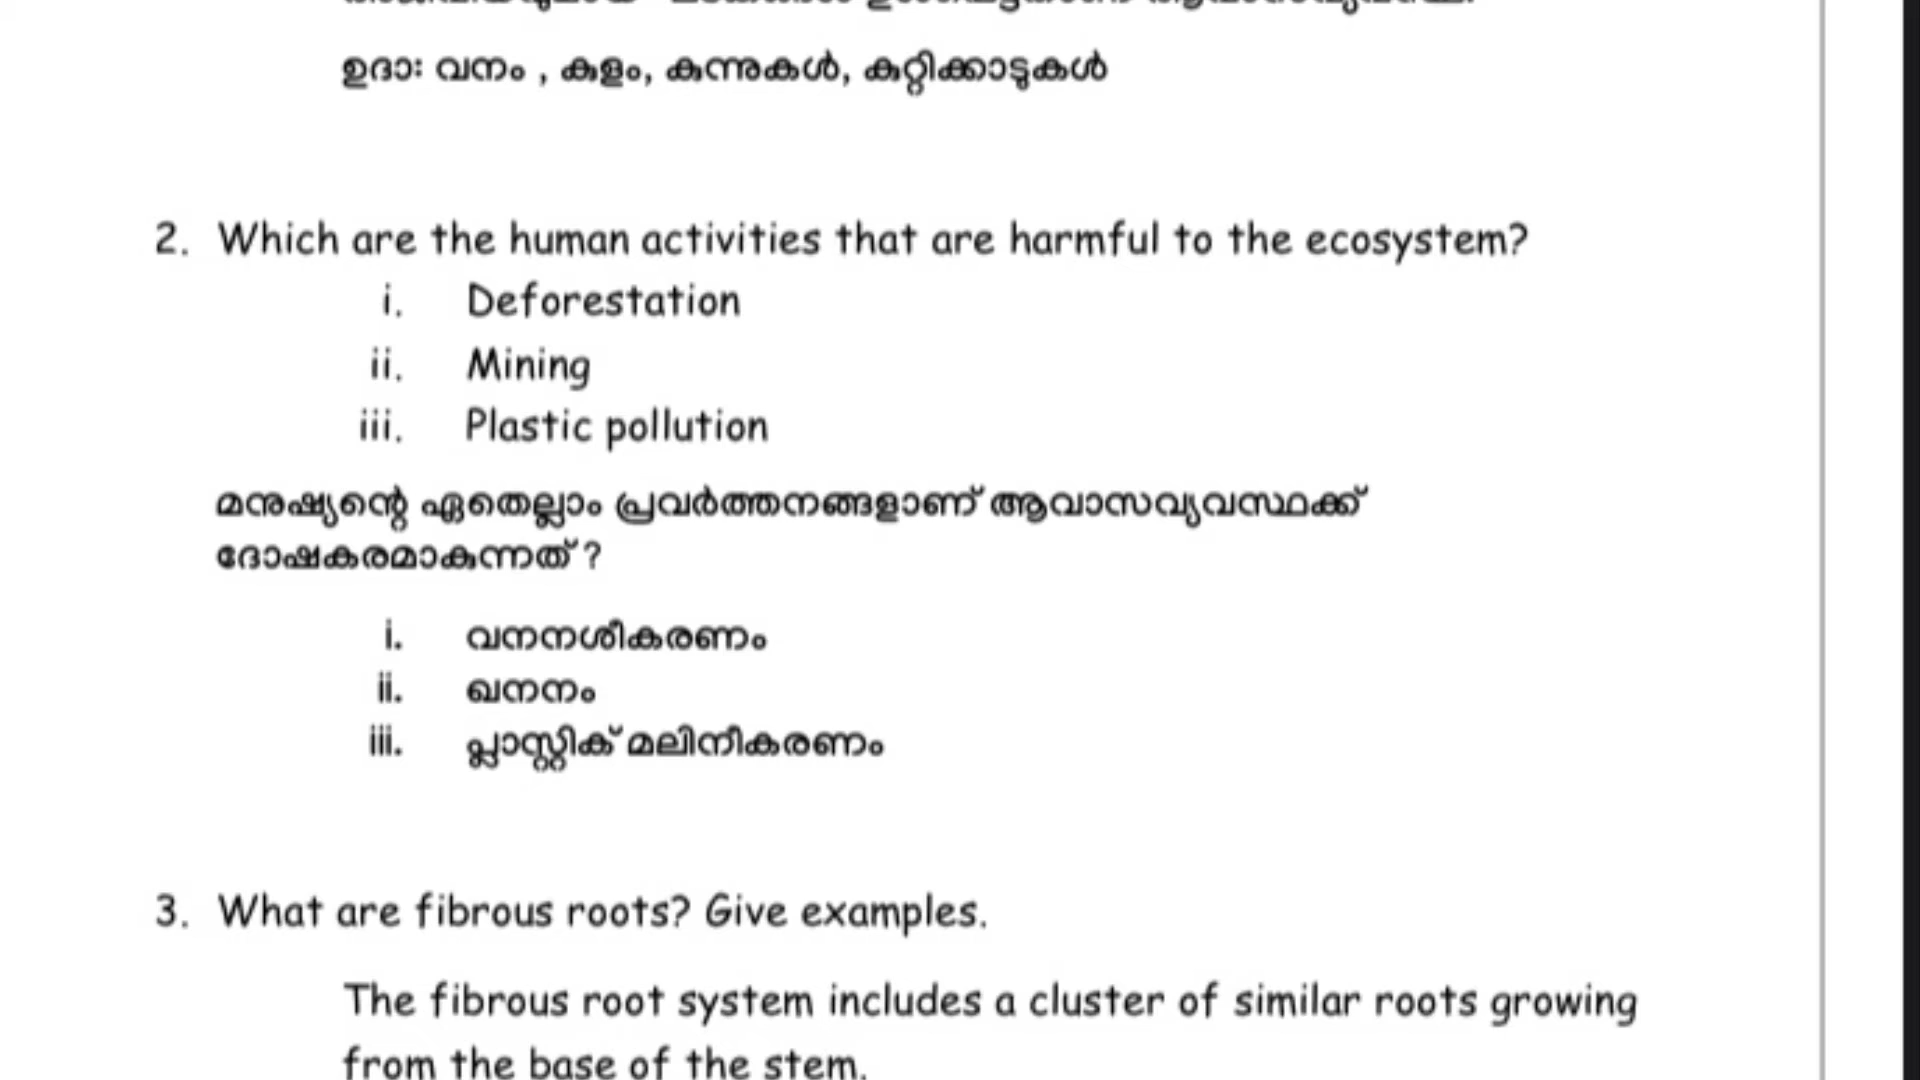 ഉദാ: വനം , കുളം, കുന്നുകൾ, കുറ്റിക്കാടുകൾ
2. Which are the human activities that are harmful to the ecosystem?
i. Deforestation
ii. Mining
iii. Plastic pollution
മനുഷ്യന്റെ ഏതെല്ലാം പ്രവർത്തനങ്ങളാണ് ആവാസവ്യവസ്ഥക്ക്
ദോഷകരമാകുന്നത് ?
i. വനനശീകരണം
ii. ഖനനം
iii. പ്ലാസ്റ്റിക് മലിനീകരണം
3. What are fibrous roots? Give examples.
The fibrous root system includes a cluster of similar roots growing
from the base of the stem.